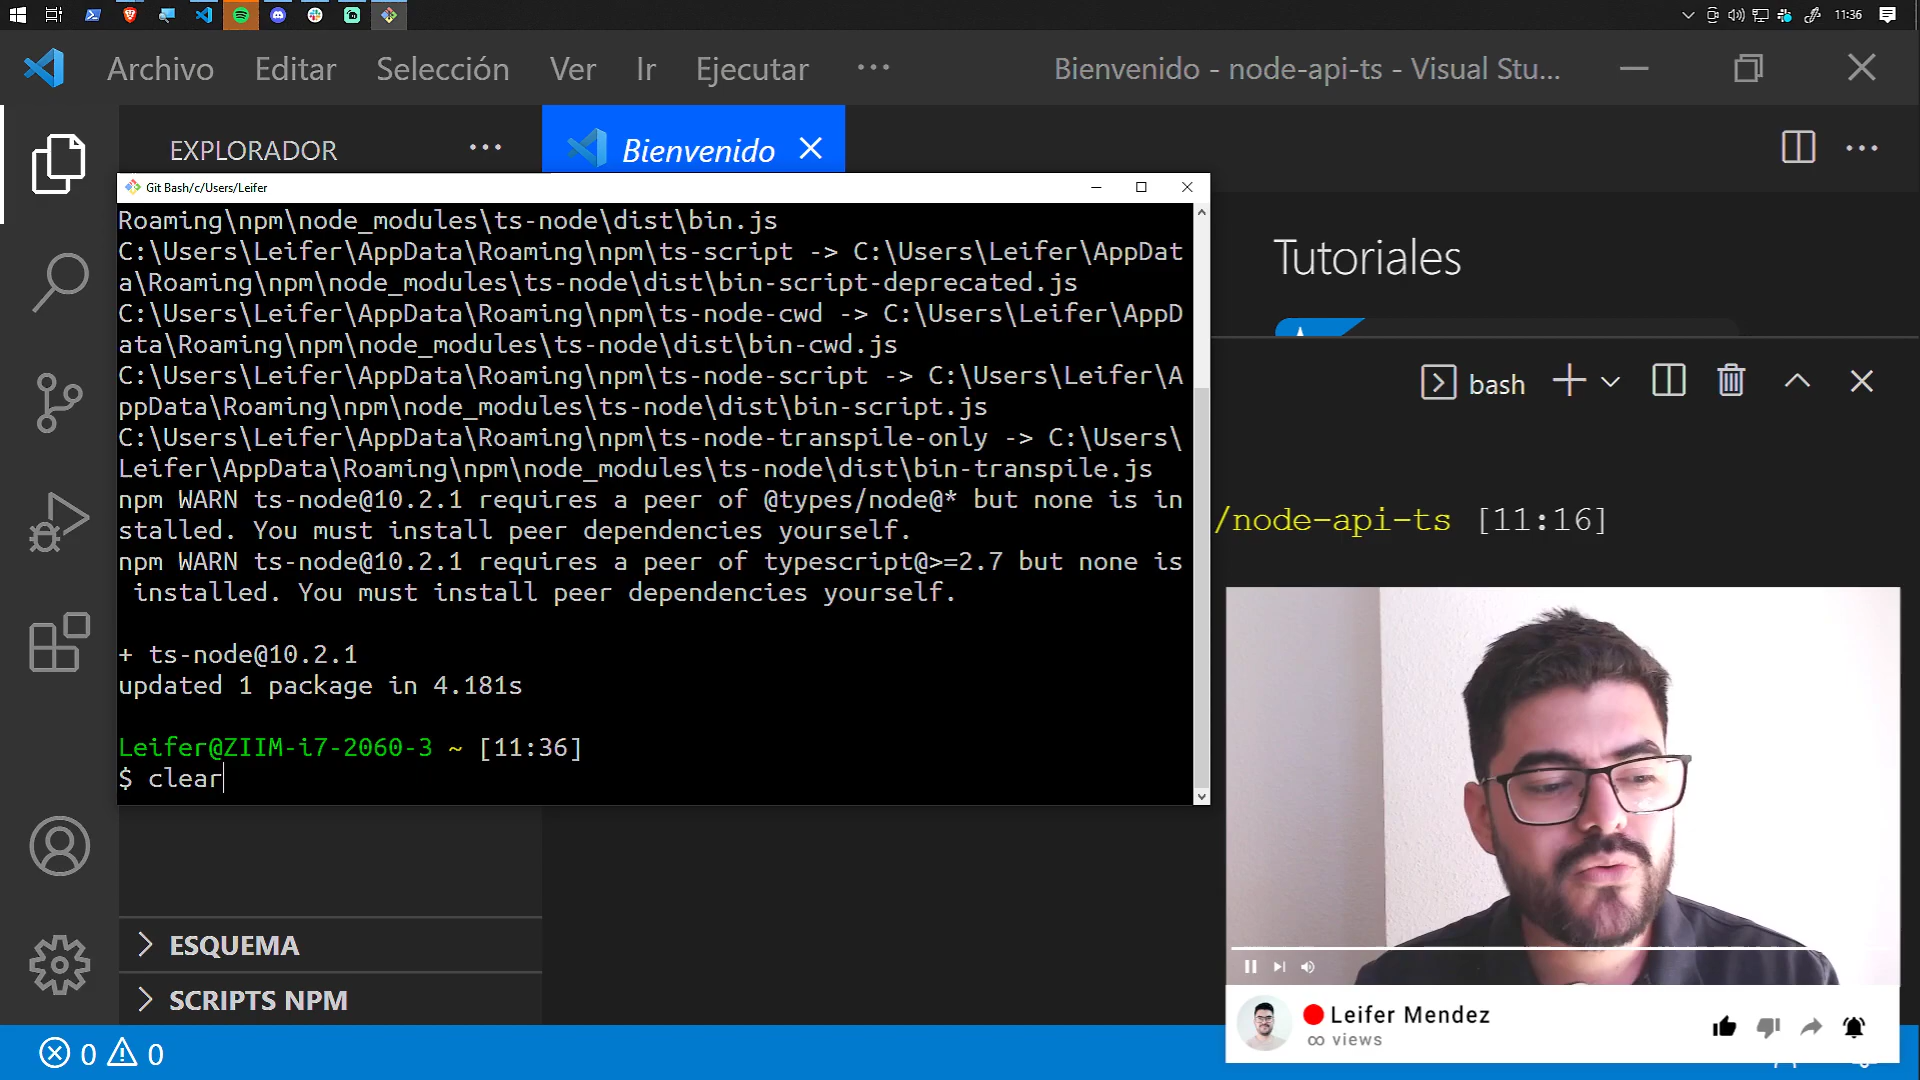 11:36
Archivo Editar Selección Ver Ir Ejecutar ··· Bienvenido - node-api-ts - Visual Stu...
EXPLORADOR ···
Bienvenido
Git Bash/c/Users/Leifer
Roaming\npm\node_modules\ts-node\dist\bin.js
C:\Users\Leifer\AppData\Roaming\npm\ts-script -> C:\Users\Leifer\AppDat
a\Roaming\npm\node_modules\ts-node\dist\bin-script-deprecated.js
C:\Users\Leifer\AppData\Roaming\npm\ts-node-cwd -> C:\Users\Leifer\AppD
ata\Roaming\npm\node_modules\ts-node\dist\bin-cwd.js
C:\Users\Leifer\AppData\Roaming\npm\ts-node-script -> C:\Users\Leifer\A
ppData\Roaming\npm\node_modules\ts-node\dist\bin-script.js
C:\Users\Leifer\AppData\Roaming\npm\ts-node-transpile-only -> C:\Users\
Leifer\AppData\Roaming\npm\node_modules\ts-node\dist\bin-transpile.js
npm WARN ts-node@10.2.1 requires a peer of @types/node@* but none is in
stalled. You must install peer dependencies yourself.
npm WARN ts-node@10.2.1 requires a peer of typescript@>=2.7 but none is
installed. You must install peer dependencies yourself.
+ ts-node@10.2.1
updated 1 package in 4.181s
Leifer@ZIIM-i7-2060-3 ~ [11:36]
$ clear
Tutoriales
bash
/node-api-ts [11:16]
ESQUEMA
SCRIPTS NPM
0 0
Leifer Mendez
∞ views